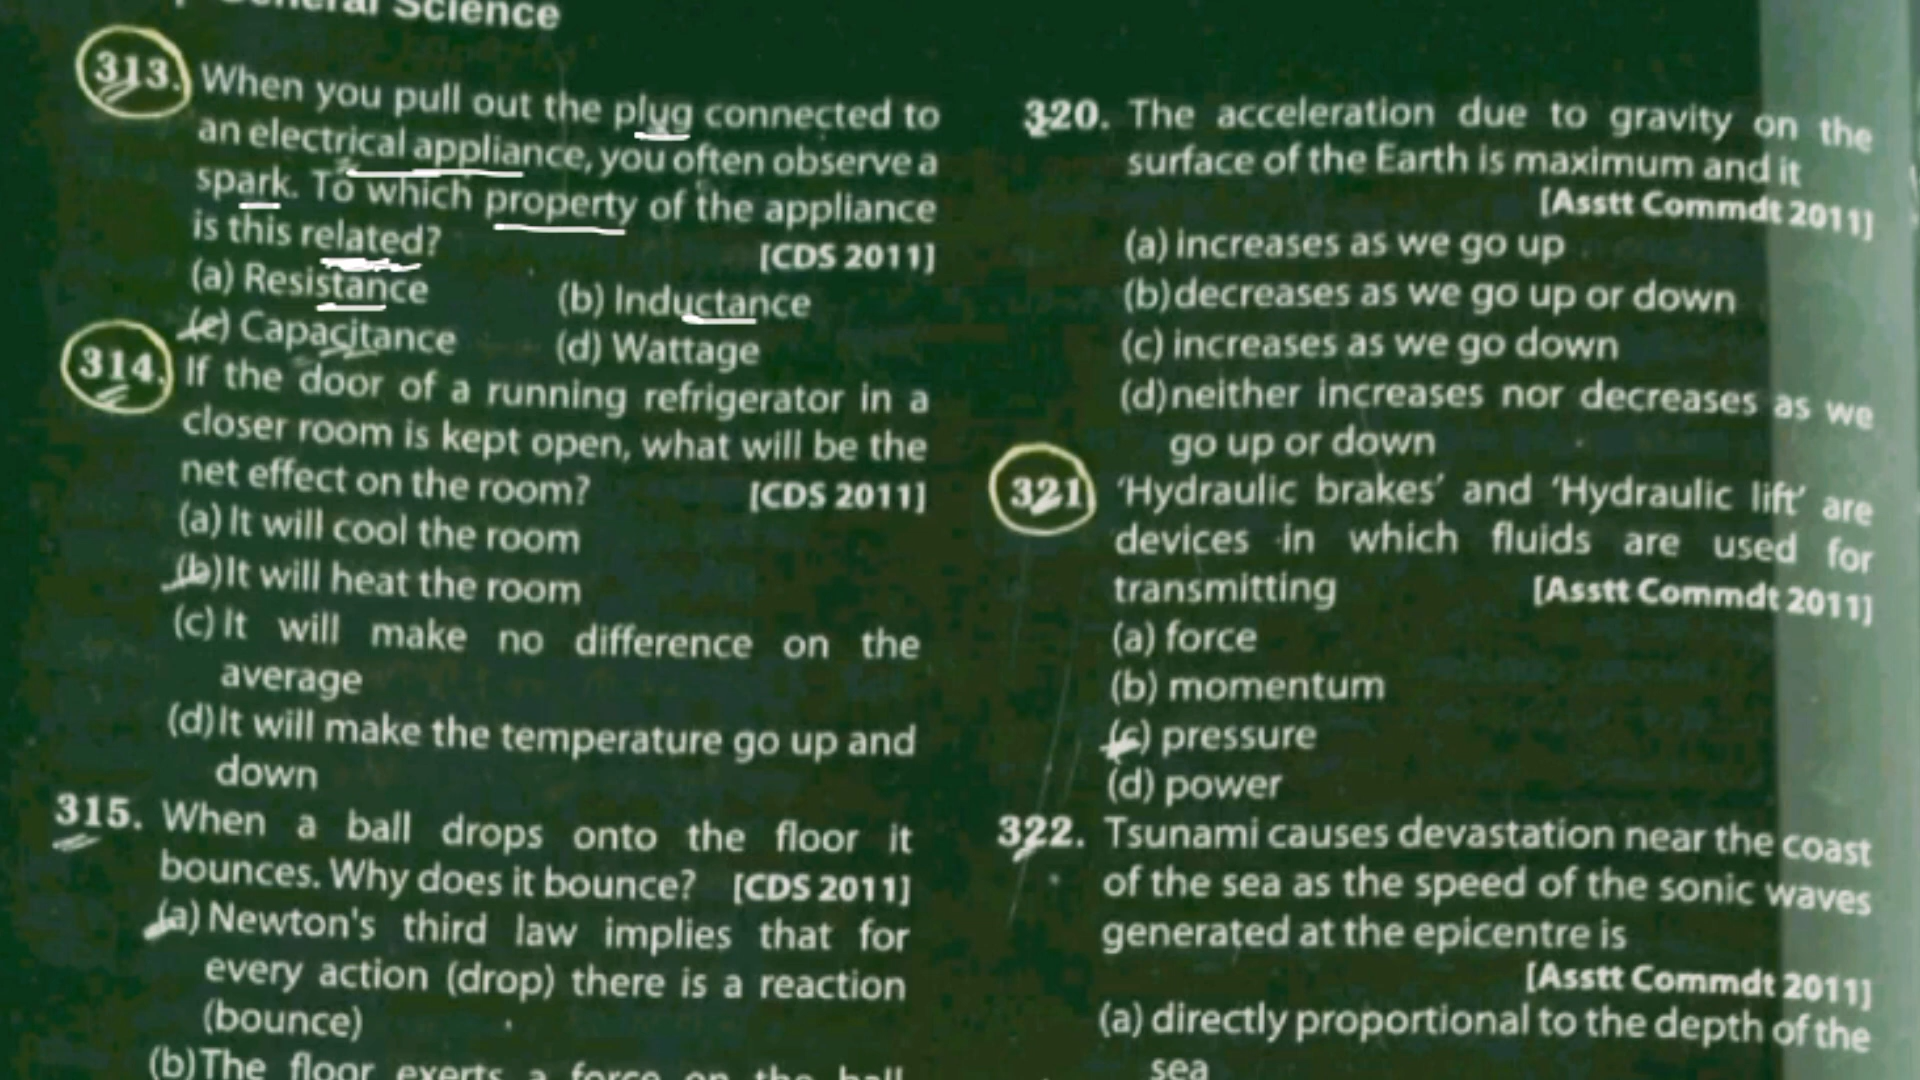 General Science
313. When you pull out the plug connected to
an electrical appliance, you often observe a
spark. To which property of the appliance
is this related? [CDS 2011]
(a) Resistance (b) Inductance
(c) Capacitance (d) Wattage
314. If the door of a running refrigerator in a
closer room is kept open, what will be the
net effect on the room? [CDS 2011]
(a) It will cool the room
(b) It will heat the room
(c) It will make no difference on the
average
(d) It will make the temperature go up and
down
315. When a ball drops onto the floor it
bounces. Why does it bounce? [CDS 2011]
(a) Newton's third law implies that for
every action (drop) there is a reaction
(bounce)
(b) The floor exerts a force on the ball
320. The acceleration due to gravity on the
surface of the Earth is maximum and it
[Asstt Commdt 2011]
(a) increases as we go up
(b) decreases as we go up or down
(c) increases as we go down
(d) neither increases nor decreases as we
go up or down
321 'Hydraulic brakes' and 'Hydraulic lift' are
devices in which fluids are used for
transmitting [Asstt Commdt 2011]
(a) force
(b) momentum
(c) pressure
(d) power
322. Tsunami causes devastation near the coast
of the sea as the speed of the sonic waves
generated at the epicentre is
[Asstt Commdt 2011]
(a) directly proportional to the depth of the
sea